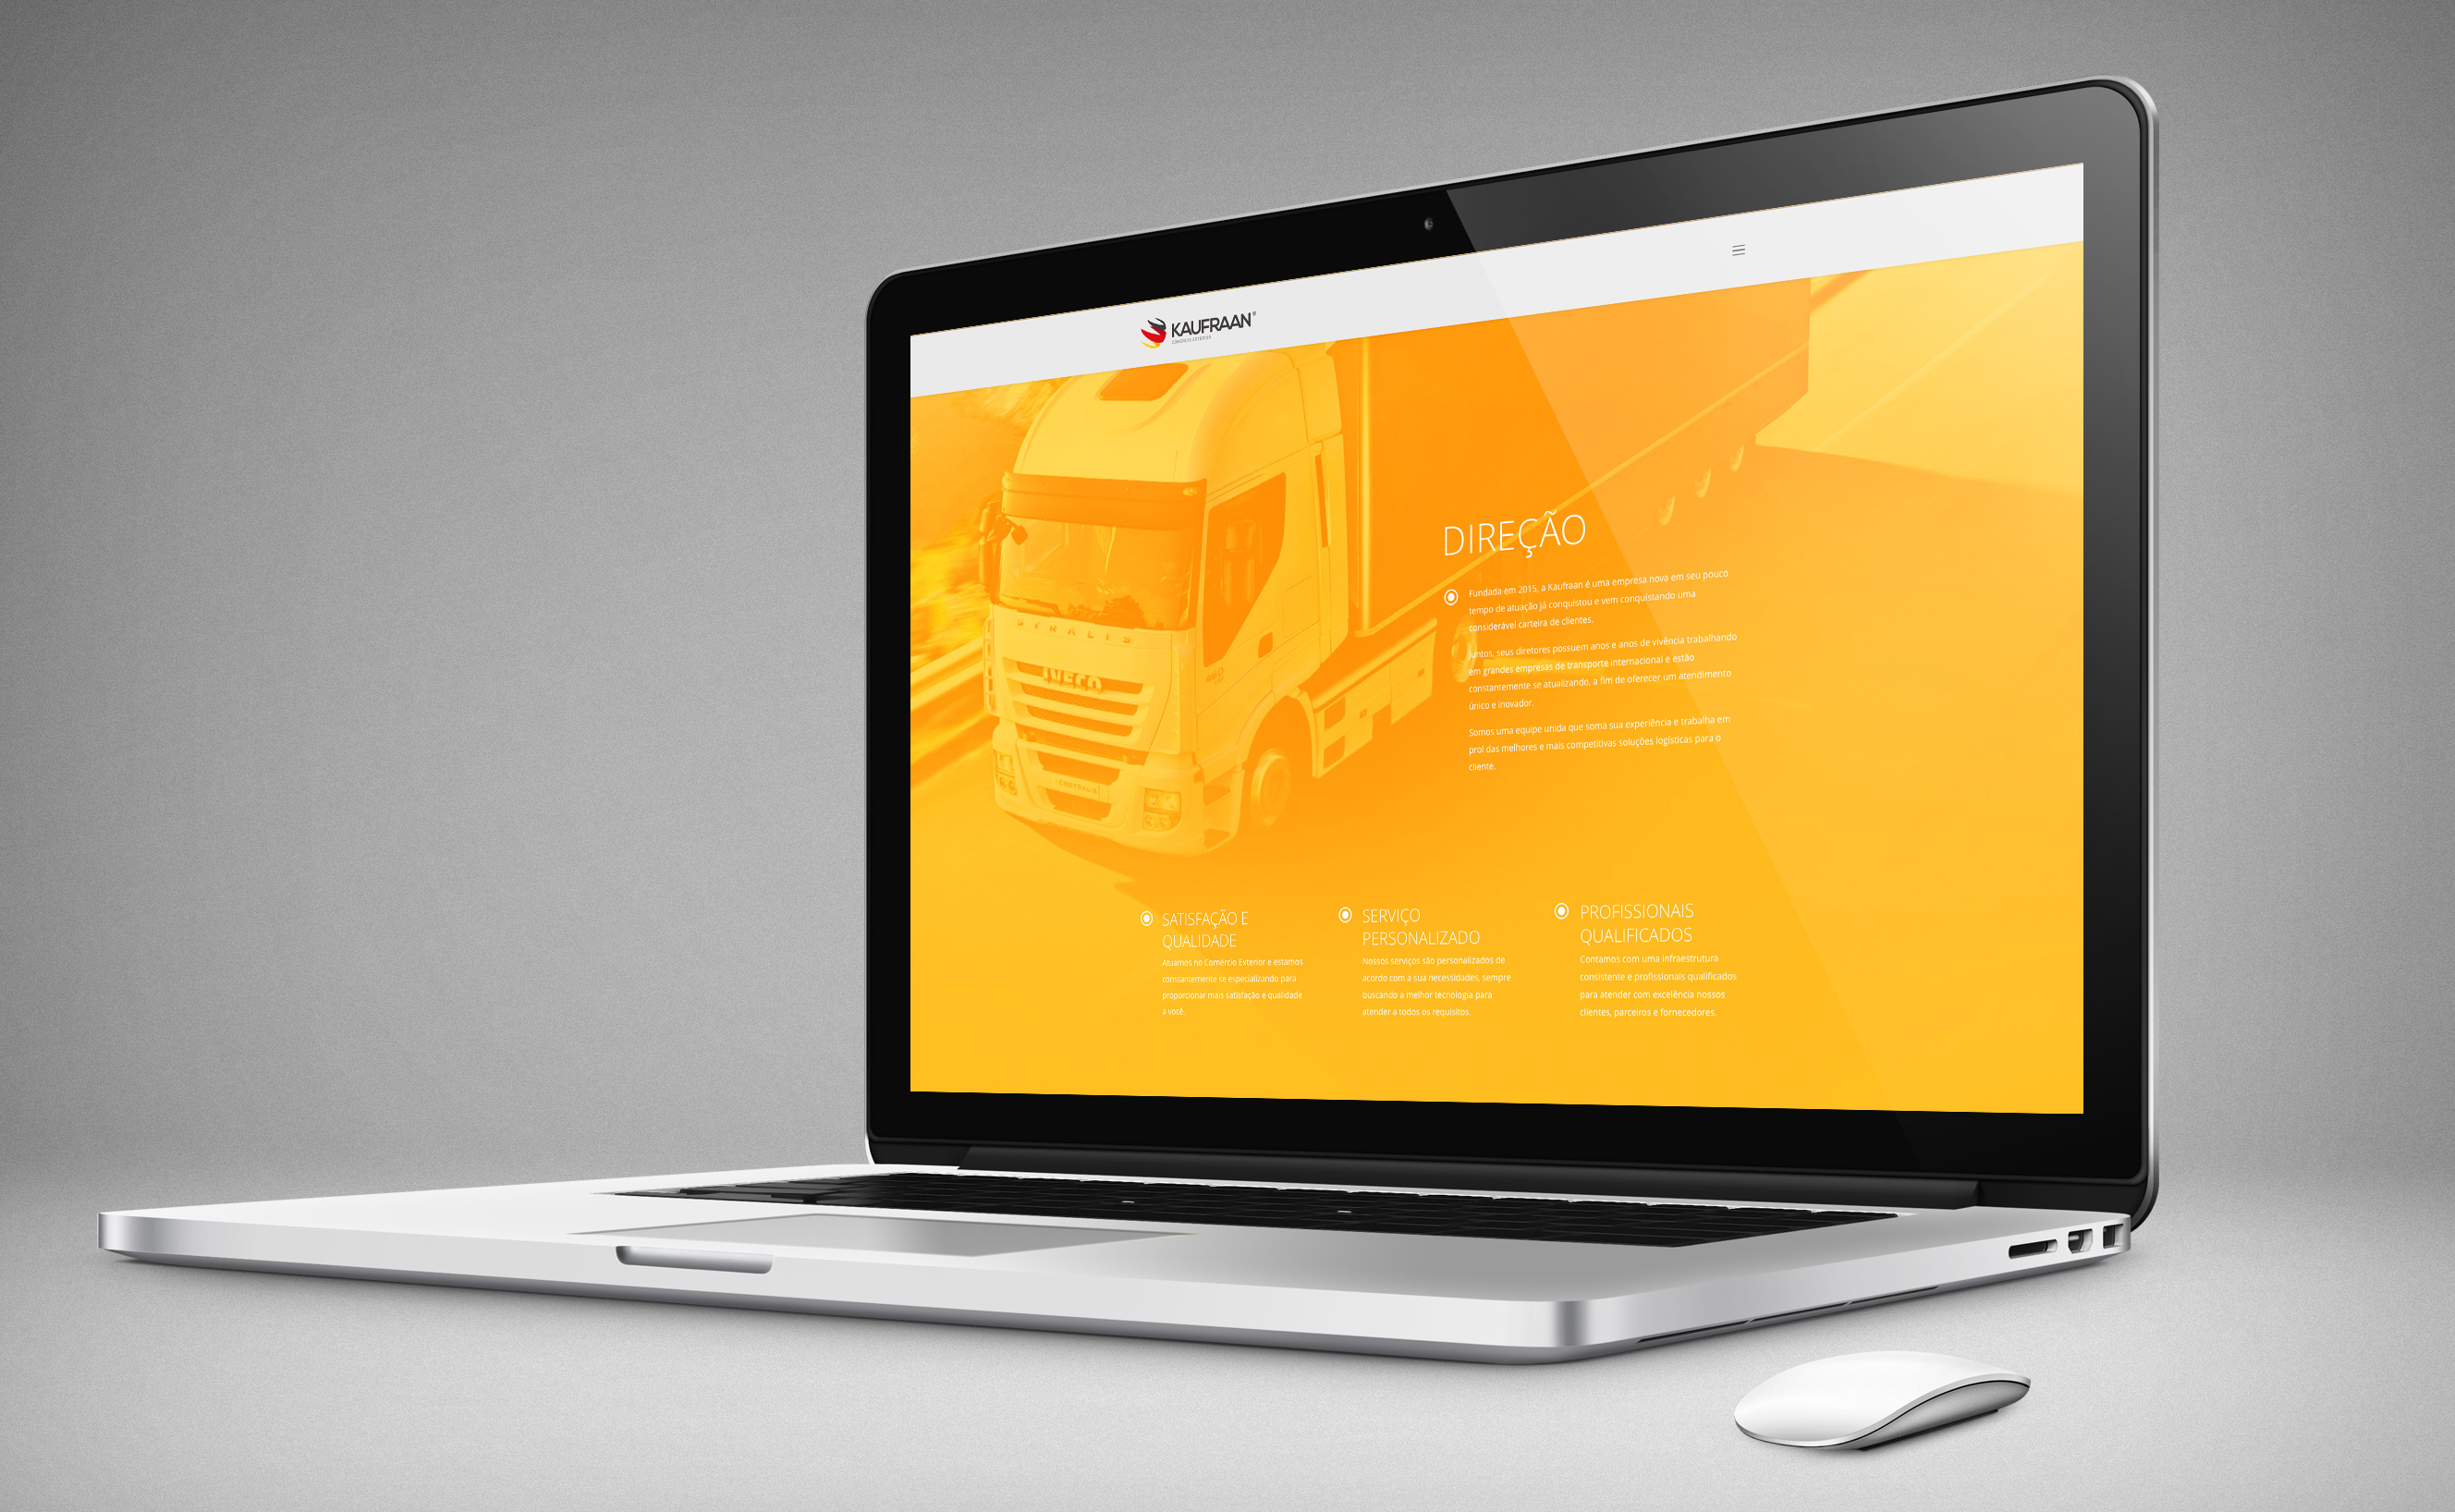 KAUFRAAN®
COMÉRCIO EXTERIOR
STRALIS
IVECO
460
DIREÇÃO
Fundada em 2015, a Kaufraan é uma empresa nova em seu pouco
tempo de atuação já conquistou e vem conquistando uma
considerável carteira de clientes.
Juntos, seus diretores possuem anos e anos de vivência trabalhando
em grandes empresas de transporte internacional e estão
constantemente se atualizando, a fim de oferecer um atendimento
único e inovador.
Somos uma equipe unida que soma sua experiência e trabalha em
prol das melhores e mais competitivas soluções logísticas para o
cliente.
SATISFAÇÃO E
QUALIDADE
Atuamos no Comércio Exterior e estamos
constantemente se especializando para
proporcionar mais satisfação e qualidade
a você.
SERVIÇO
PERSONALIZADO
Nossos serviços são personalizados de
acordo com a sua necessidades, sempre
buscando a melhor tecnologia para
atender a todos os requisitos.
PROFISSIONAIS
QUALIFICADOS
Contamos com uma infraestrutura
consistente e profissionais qualificados
para atender com excelência nossos
clientes, parceiros e fornecedores.